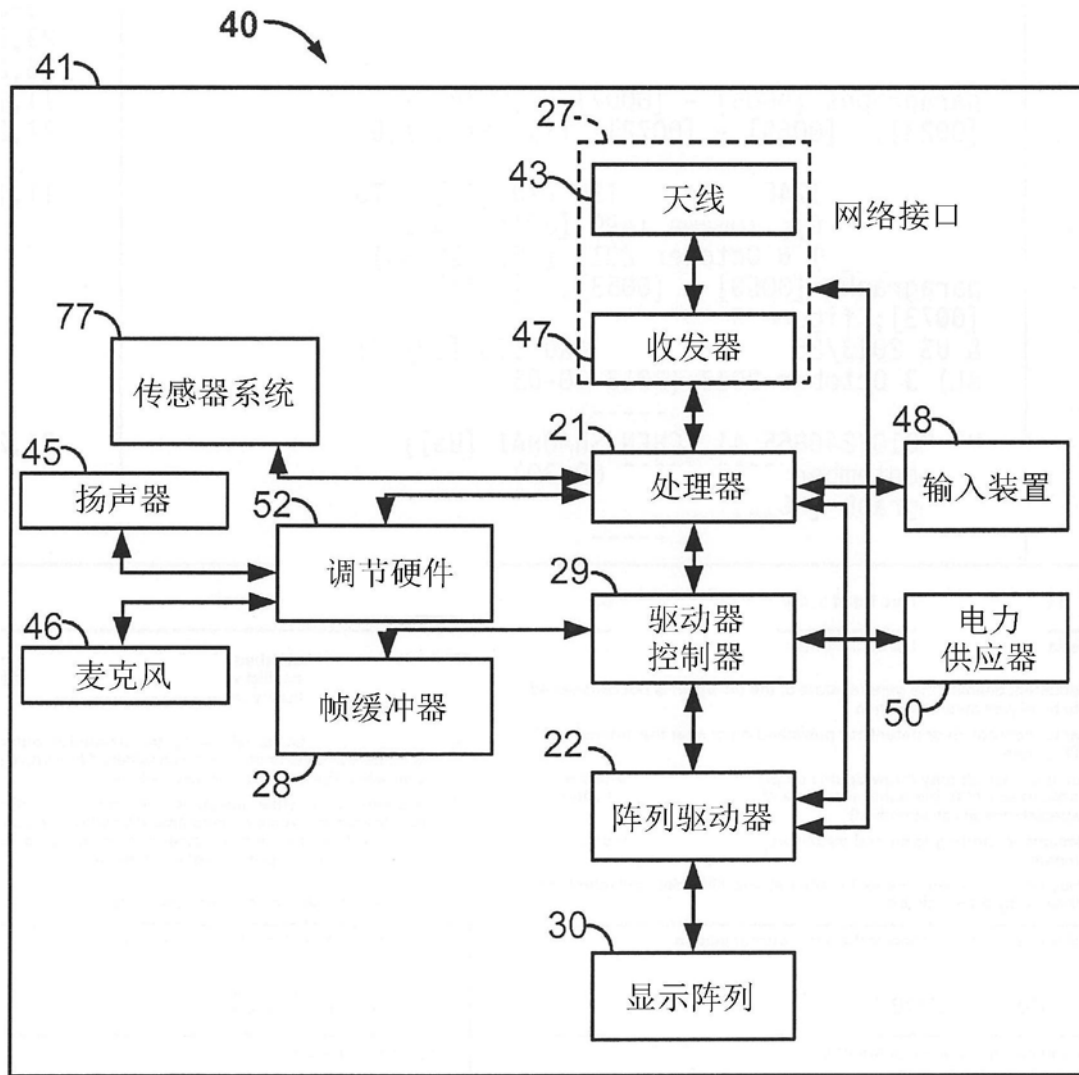 40
41
27
43
天线
网络接口
77
47
收发器
传感器系统
21
48
45
处理器
输入装置
扬声器
52
调节硬件
29
46
驱动器
控制器
电力
供应器
麦克风
帧缓冲器
50
28
22
阵列驱动器
30
显示阵列